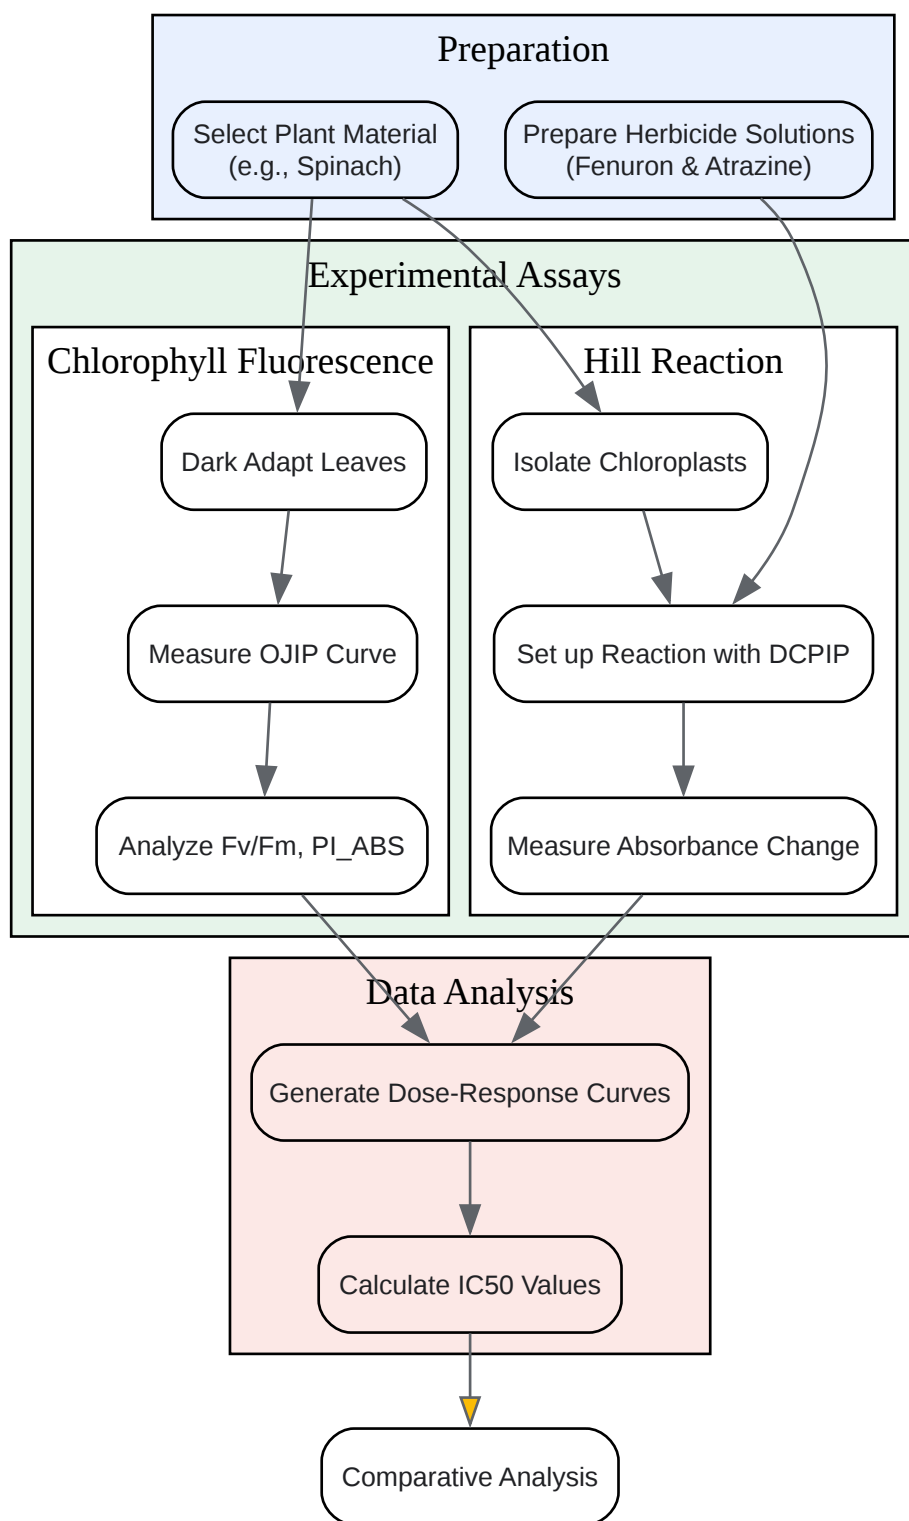 Preparation
Select Plant Material
(e.g., Spinach)
Prepare Herbicide Solutions
(Fenuron & Atrazine)
Experimental Assays
Chlorophyll Fluorescence
Dark Adapt Leaves
Measure OJIP Curve
Analyze Fv/Fm, PI_ABS
Hill Reaction
Isolate Chloroplasts
Set up Reaction with DCPIP
Measure Absorbance Change
Data Analysis
Generate Dose-Response Curves
Calculate IC50 Values
Comparative Analysis